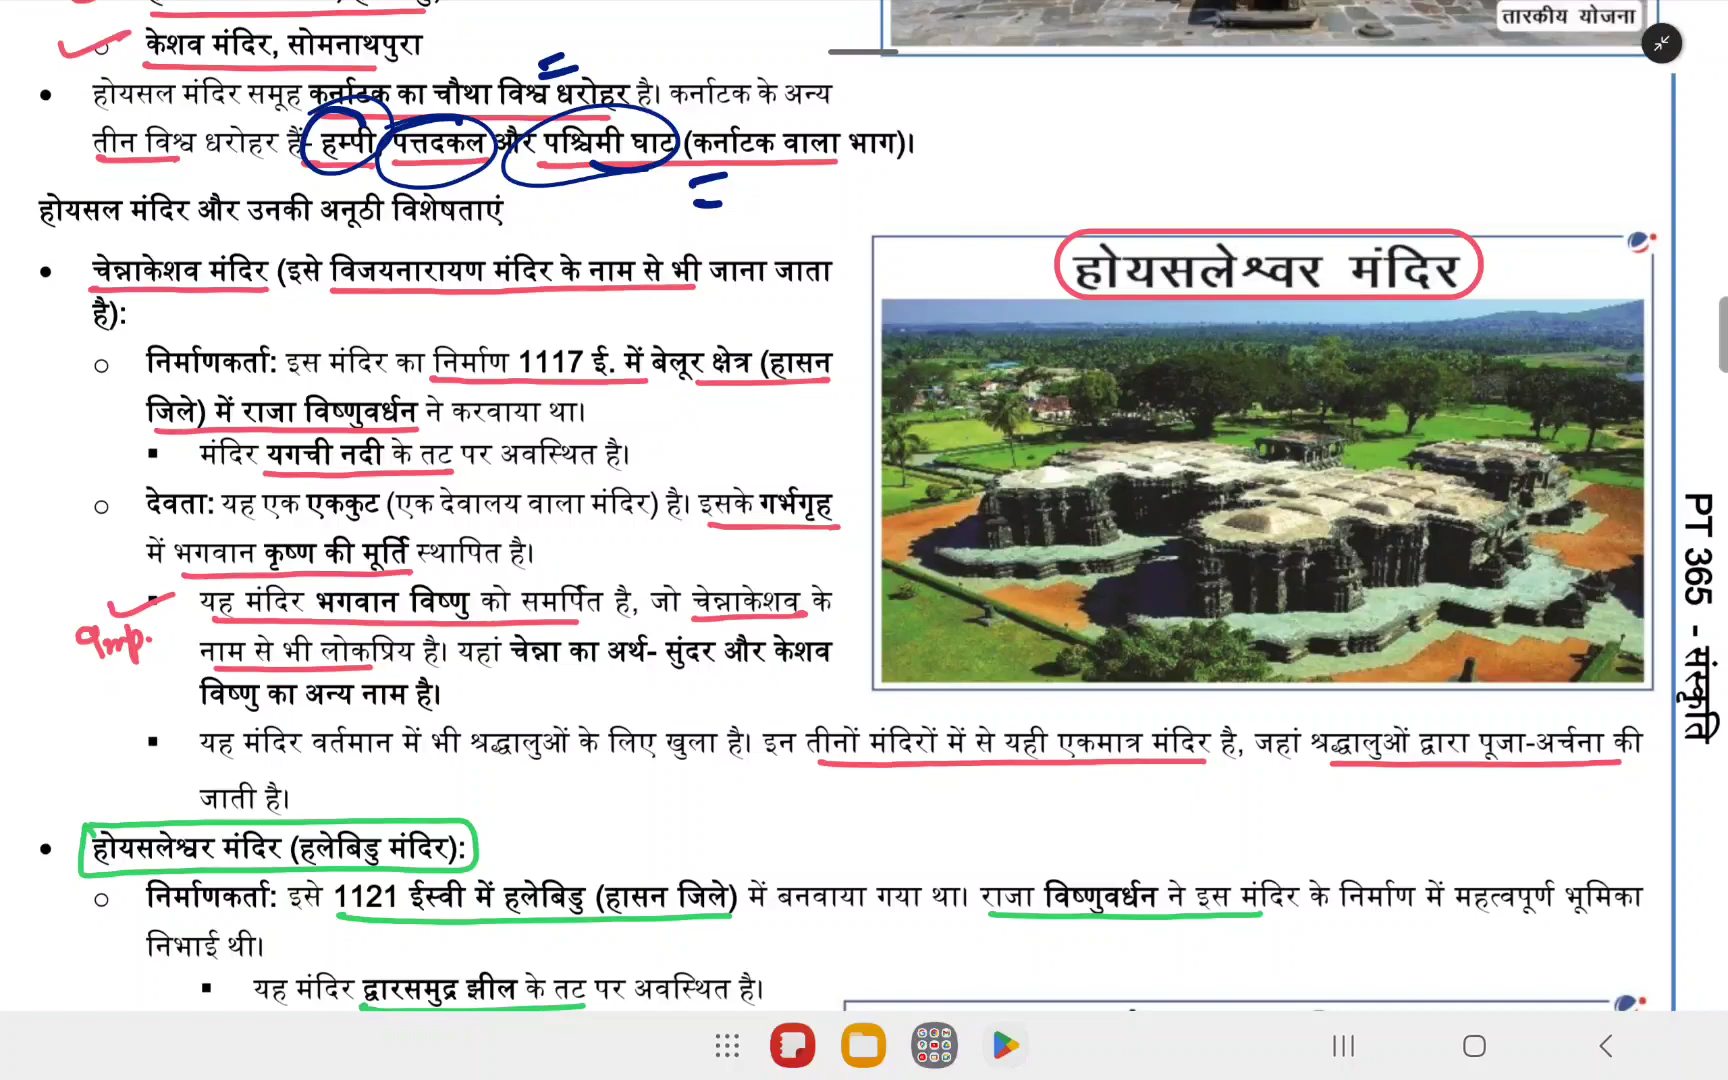 तारकीय योजना
केशव मंदिर, सोमनाथपुरा
होयसल मंदिर समूह कर्नाटक का चौथा विश्व धरोहर है। कर्नाटक के अन्य
तीन विश्व धरोहर हैं- हम्पी, पत्तदकल और पश्चिमी घाट (कर्नाटक वाला भाग)।
होयसल मंदिर और उनकी अनूठी विशेषताएं
चेन्नाकेशव मंदिर (इसे विजयनारायण मंदिर के नाम से भी जाना जाता
है):
निर्माणकर्ता: इस मंदिर का निर्माण 1117 ई. में बेलूर क्षेत्र (हासन
जिले) में राजा विष्णुवर्धन ने करवाया था।
मंदिर यगची नदी के तट पर अवस्थित है।
देवता: यह एक एककुट (एक देवालय वाला मंदिर) है। इसके गर्भगृह
में भगवान कृष्ण की मूर्ति स्थापित है।
यह मंदिर भगवान विष्णु को समर्पित है, जो चेन्नाकेशव के
Imp.
नाम से भी लोकप्रिय है। यहां चेन्ना का अर्थ- सुंदर और केशव
विष्णु का अन्य नाम है।
होयसलेश्वर मंदिर
यह मंदिर वर्तमान में भी श्रद्धालुओं के लिए खुला है। इन तीनों मंदिरों में से यही एकमात्र मंदिर है, जहां श्रद्धालुओं द्वारा पूजा-अर्चना की
जाती है।
होयसलेश्वर मंदिर (हलेबिडु मंदिर):
निर्माणकर्ता: इसे 1121 ईस्वी में हलेबिडु (हासन जिले) में बनवाया गया था। राजा विष्णुवर्धन ने इस मंदिर के निर्माण में महत्वपूर्ण भूमिका
निभाई थी।
यह मंदिर द्वारसमुद्र झील के तट पर अवस्थित है।
PT 365 - संस्कृति